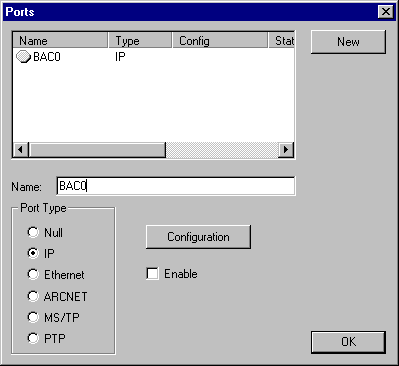 Ports
Name Type Config Stat
BAC0 IP
New
Name: BAC0
Port Type
Null
IP
Ethernet
ARCNET
MS/TP
PTP
Configuration
Enable
OK